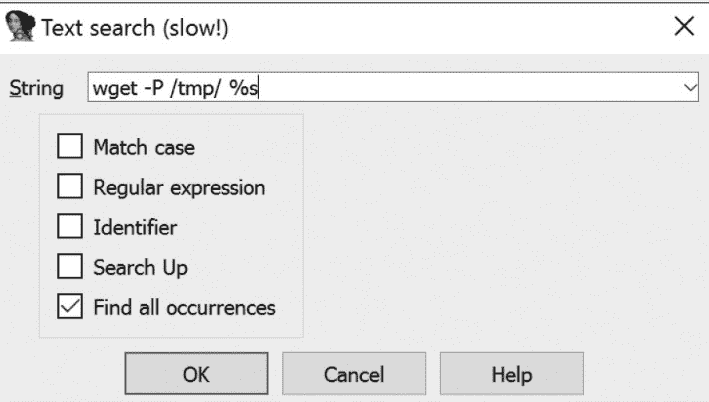 Text search (slow!)
String wget -P /tmp/ %s
Match case
Regular expression
Identifier
Search Up
Find all occurrences
OK Cancel Help